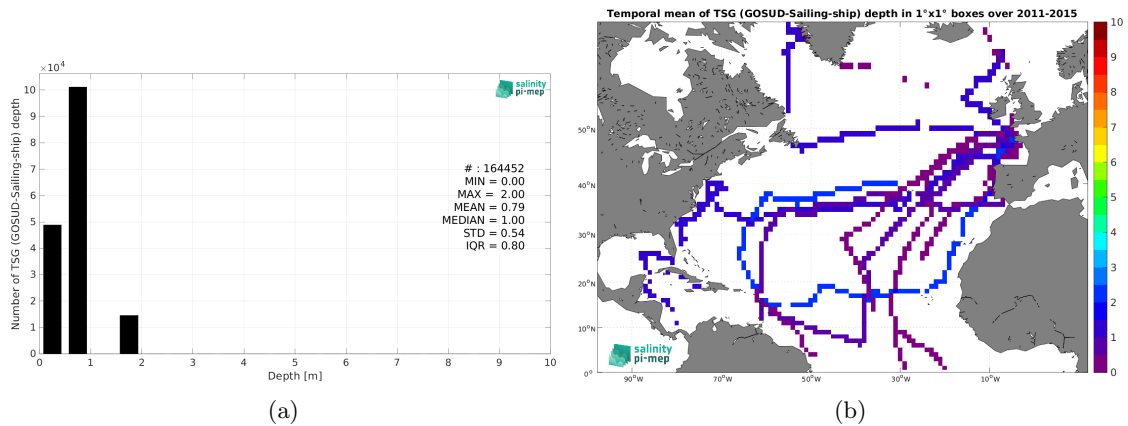 Temporal mean of TSG (GOSUD-Sailing-ship) depth in 1°x1° boxes over 2011-2015
×10⁴
Number of TSG (GOSUD-Sailing-ship) depth
10
9
8
7
6
5
4
3
2
1
0
salinity
pi-mep
# : 164452
MIN = 0.00
MAX = 2.00
MEAN = 0.79
MEDIAN = 1.00
STD = 0.54
IQR = 0.80
0 1 2 3 4 5 6 7 8 9 10
Depth [m]
(a)
50°N
40°N
30°N
20°N
10°N
0°
90°W 70°W 50°W 30°W 10°W
salinity
pi-mep
10
9
8
7
6
5
4
3
2
1
0
(b)